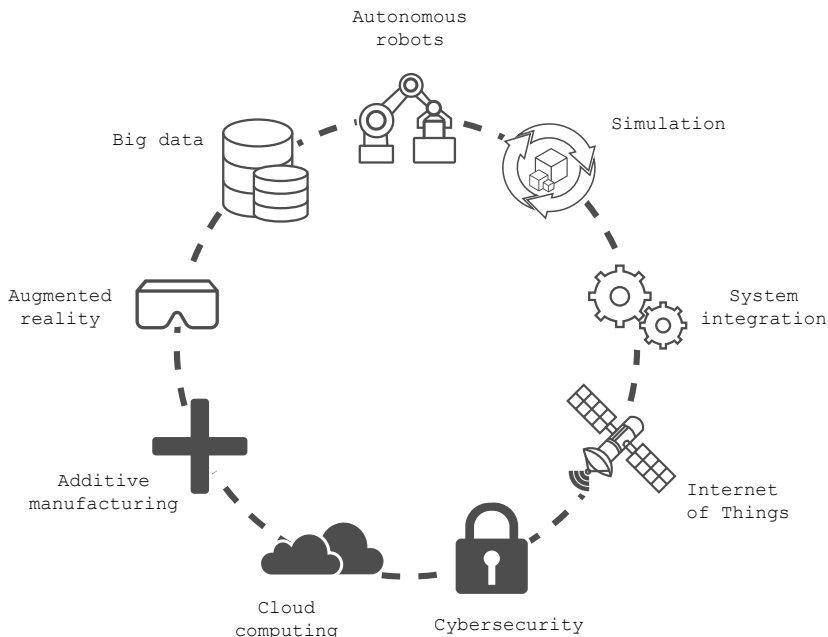 Autonomous
robots
Simulation
System
integration
Internet
of Things
Cybersecurity
Cloud
computing
Additive
manufacturing
Augmented
reality
Big data